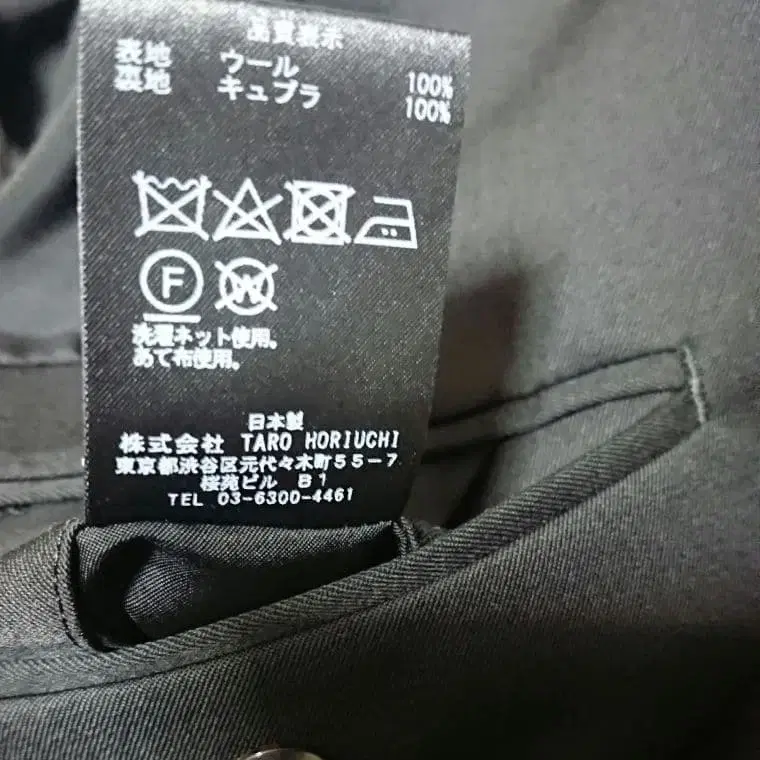 品質表示
表地 ウール 100%
裏地 キュプラ 100%
F W
洗濯ネット使用。
あて布使用。
日本製
株式会社 TARO HORIUCHI
東京都渋谷区元代々木町55-7
桜苑ビル B1
TEL 03-6300-4461